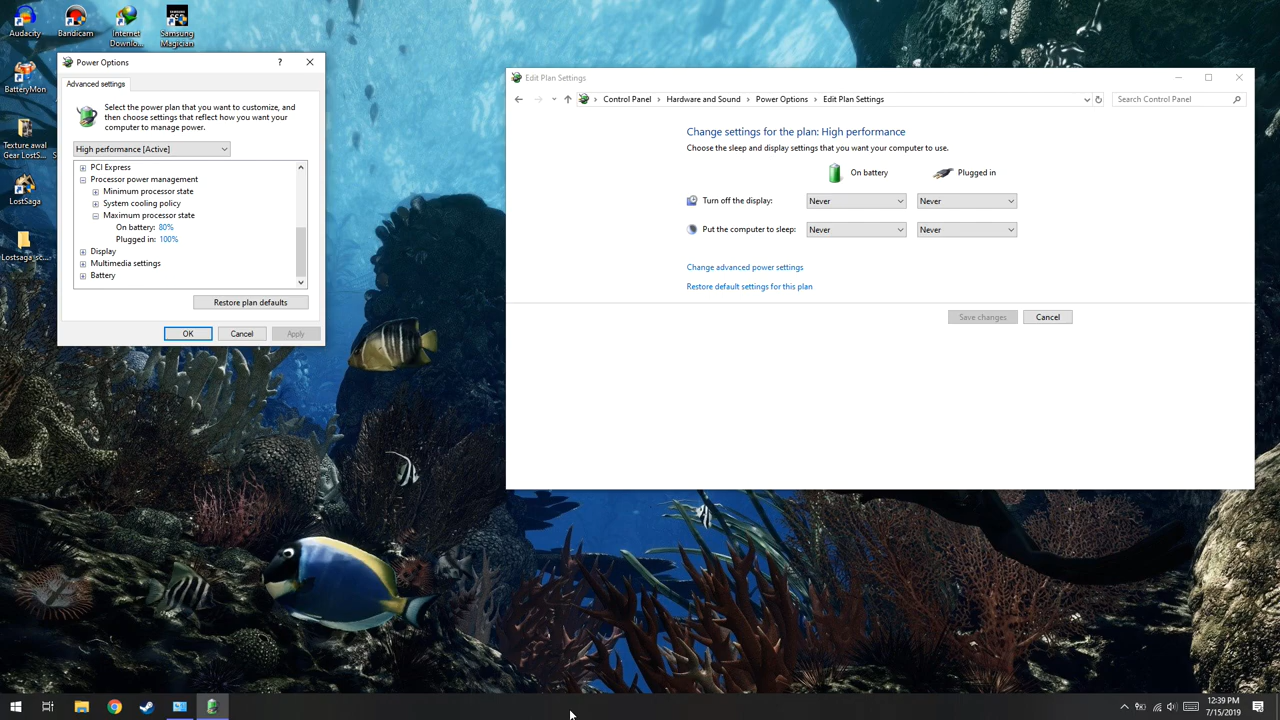 Audacity
Bandicam
Internet
Downlo...
Samsung
Magician
BatteryMon
Texture awal
Gear LostS...
LostSaga
Lostsaga_sc...
Power Options
?
Advanced settings
Select the power plan that you want to customize, and
then choose settings that reflect how you want your
computer to manage power.
High performance [Active]
PCI Express
Processor power management
Minimum processor state
System cooling policy
Maximum processor state
On battery: 80%
Plugged in: 100%
Display
Multimedia settings
Battery
Restore plan defaults
OK
Cancel
Apply
Edit Plan Settings
Control Panel > Hardware and Sound > Power Options > Edit Plan Settings
Search Control Panel
Change settings for the plan: High performance
Choose the sleep and display settings that you want your computer to use.
On battery
Plugged in
Turn off the display: Never Never
Put the computer to sleep: Never Never
Change advanced power settings
Restore default settings for this plan
Save changes
Cancel
12:39 PM
7/15/2019